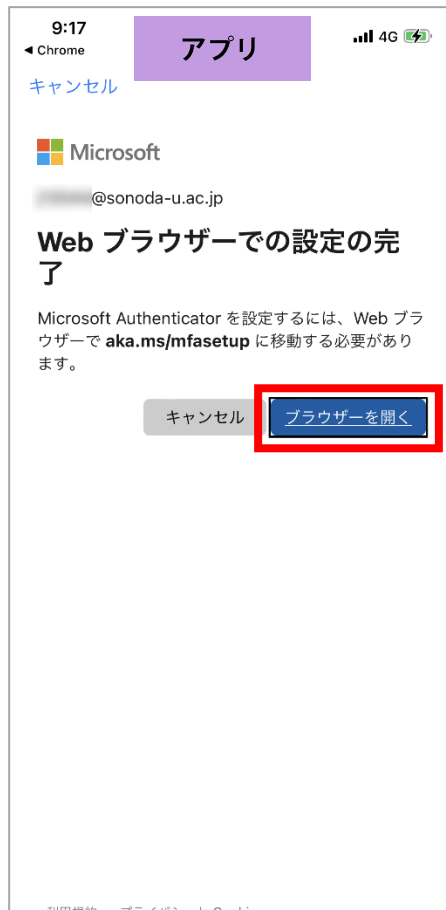 9:17
◀ Chrome
アプリ
4G
キャンセル
Microsoft
@sonoda-u.ac.jp
Web ブラウザーでの設定の完
了
Microsoft Authenticator を設定するには、Web ブラ
ウザーで aka.ms/mfasetup に移動する必要があり
ます。
キャンセル
ブラウザーを開く